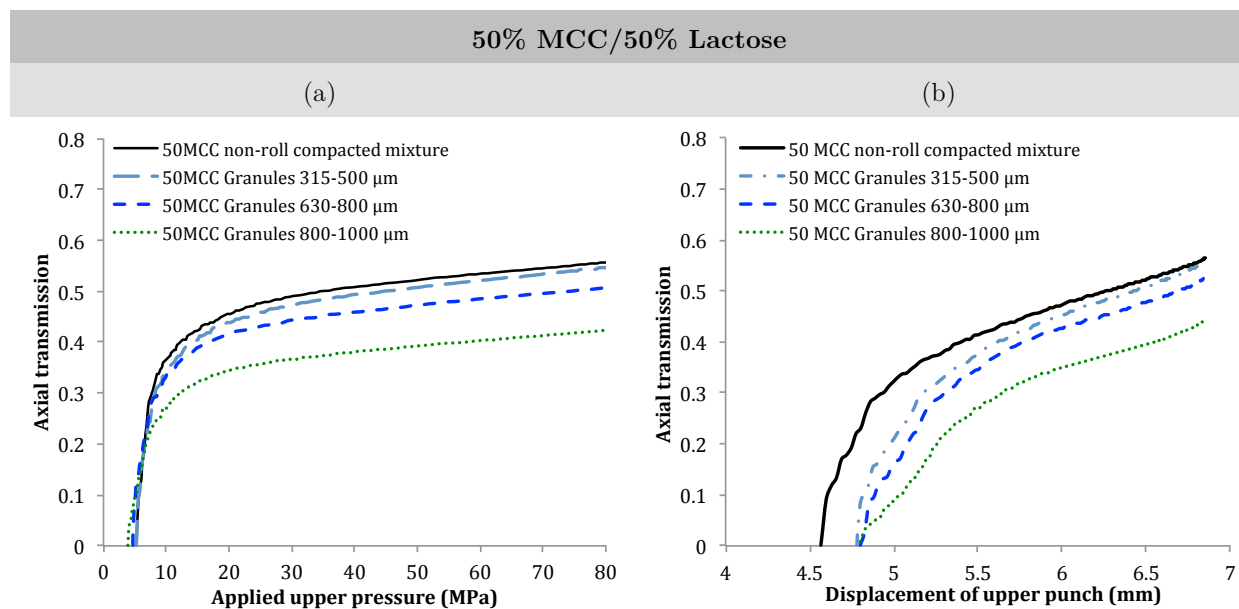 50% MCC/50% Lactose
(a)
(b)
0.8
0.7
0.6
0.5
0.4
0.3
0.2
0.1
0
Axial transmission
50MCC non-roll compacted mixture
50MCC Granules 315-500 μm
50MCC Granules 630-800 μm
50MCC Granules 800-1000 μm
0 10 20 30 40 50 60 70 80
Applied upper pressure (MPa)
0.8
0.7
0.6
0.5
0.4
0.3
0.2
0.1
0
Axial transmission
50 MCC non-roll compacted mixture
50 MCC Granules 315-500 μm
50 MCC Granules 630-800 μm
50 MCC Granules 800-1000 μm
4 4.5 5 5.5 6 6.5 7
Displacement of upper punch (mm)